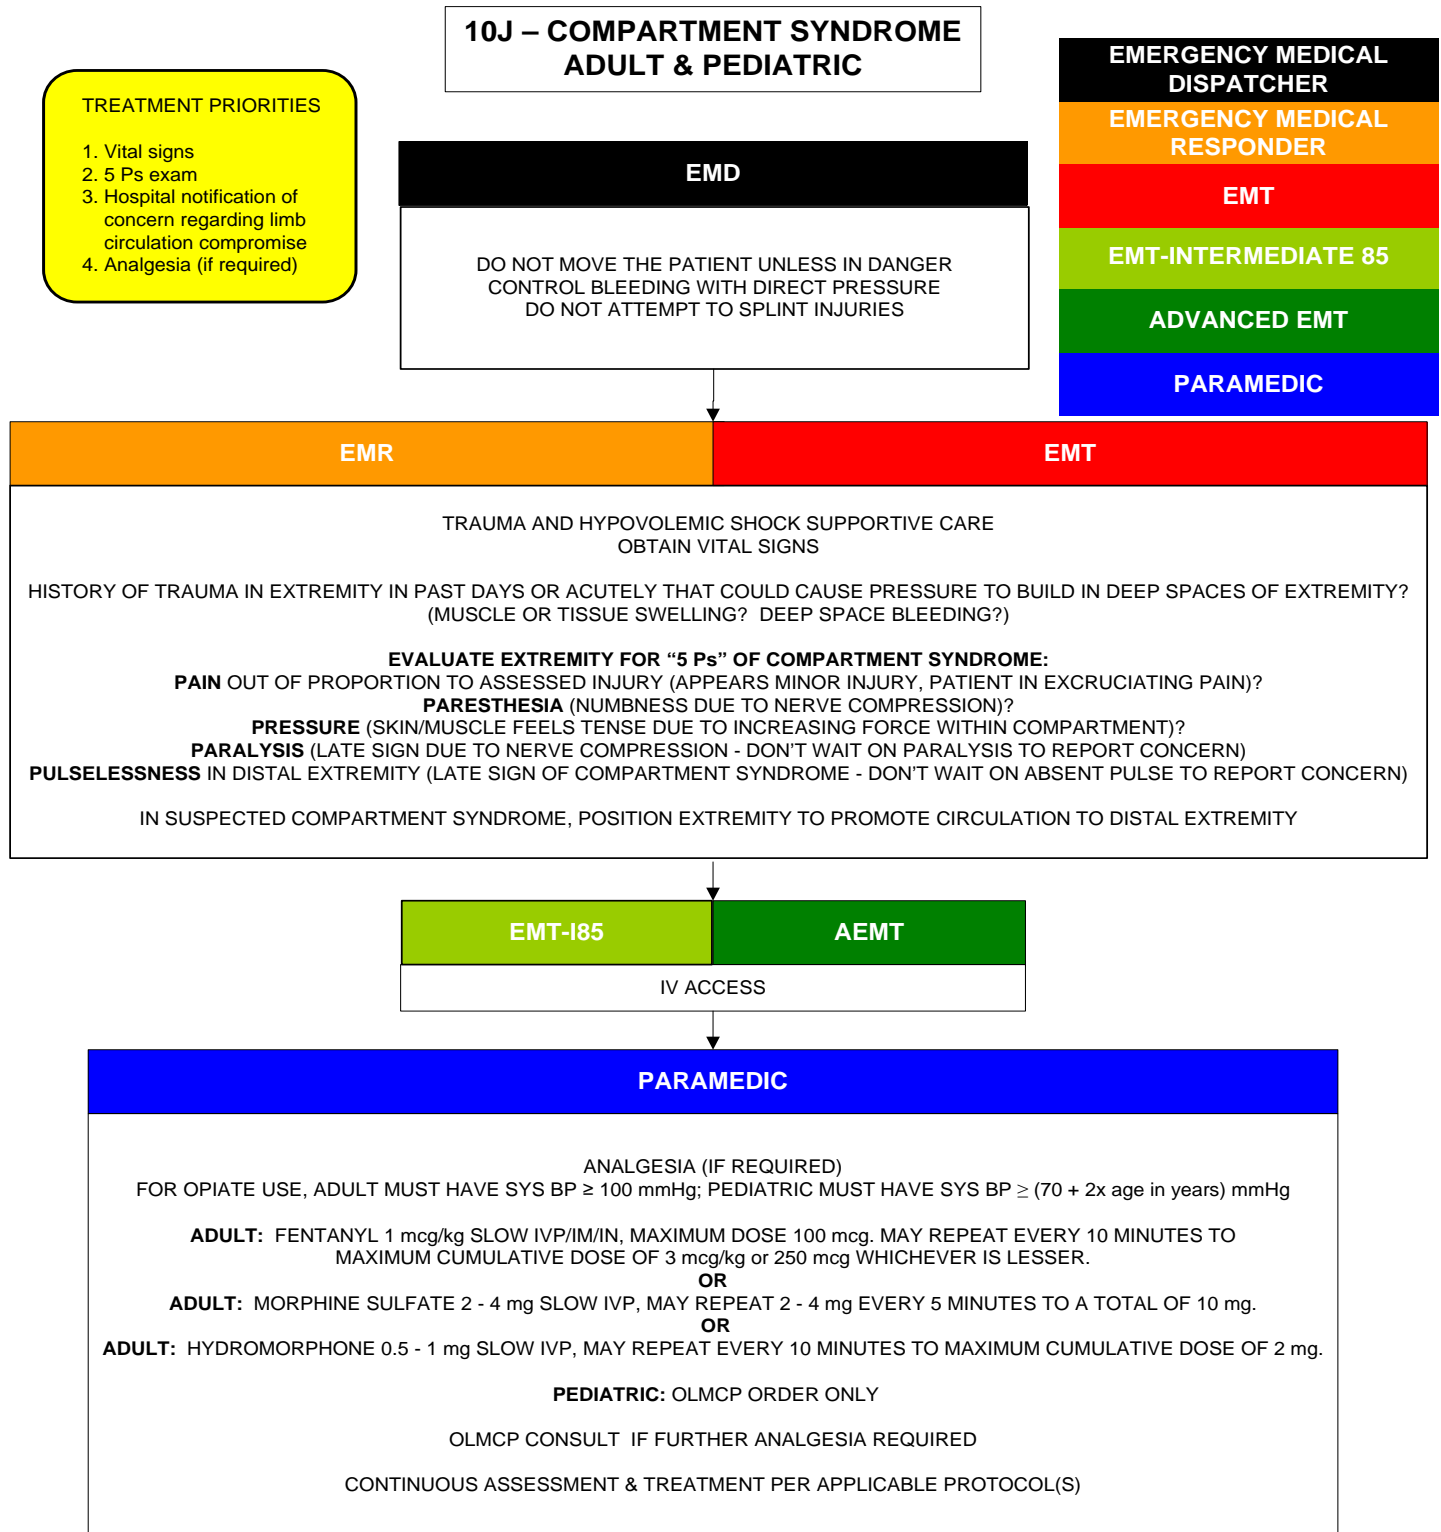 10J – COMPARTMENT SYNDROME
ADULT & PEDIATRIC
TREATMENT PRIORITIES
1. Vital signs
2. 5 Ps exam
3. Hospital notification of
concern regarding limb
circulation compromise
4. Analgesia (if required)
EMERGENCY MEDICAL
DISPATCHER
EMERGENCY MEDICAL
RESPONDER
EMT
EMT-INTERMEDIATE 85
ADVANCED EMT
PARAMEDIC
EMD
DO NOT MOVE THE PATIENT UNLESS IN DANGER
CONTROL BLEEDING WITH DIRECT PRESSURE
DO NOT ATTEMPT TO SPLINT INJURIES
EMR
EMT
TRAUMA AND HYPOVOLEMIC SHOCK SUPPORTIVE CARE
OBTAIN VITAL SIGNS
HISTORY OF TRAUMA IN EXTREMITY IN PAST DAYS OR ACUTELY THAT COULD CAUSE PRESSURE TO BUILD IN DEEP SPACES OF EXTREMITY?
(MUSCLE OR TISSUE SWELLING? DEEP SPACE BLEEDING?)
EVALUATE EXTREMITY FOR “5 Ps” OF COMPARTMENT SYNDROME:
PAIN OUT OF PROPORTION TO ASSESSED INJURY (APPEARS MINOR INJURY, PATIENT IN EXCRUCIATING PAIN)?
PARESTHESIA (NUMBNESS DUE TO NERVE COMPRESSION)?
PRESSURE (SKIN/MUSCLE FEELS TENSE DUE TO INCREASING FORCE WITHIN COMPARTMENT)?
PARALYSIS (LATE SIGN DUE TO NERVE COMPRESSION - DON’T WAIT ON PARALYSIS TO REPORT CONCERN)
PULSELESSNESS IN DISTAL EXTREMITY (LATE SIGN OF COMPARTMENT SYNDROME - DON’T WAIT ON ABSENT PULSE TO REPORT CONCERN)
IN SUSPECTED COMPARTMENT SYNDROME, POSITION EXTREMITY TO PROMOTE CIRCULATION TO DISTAL EXTREMITY
EMT-I85
AEMT
IV ACCESS
PARAMEDIC
ANALGESIA (IF REQUIRED)
FOR OPIATE USE, ADULT MUST HAVE SYS BP ≥ 100 mmHg; PEDIATRIC MUST HAVE SYS BP ≥ (70 + 2x age in years) mmHg
ADULT: FENTANYL 1 mcg/kg SLOW IVP/IM/IN, MAXIMUM DOSE 100 mcg. MAY REPEAT EVERY 10 MINUTES TO
MAXIMUM CUMULATIVE DOSE OF 3 mcg/kg or 250 mcg WHICHEVER IS LESSER.
OR
ADULT: MORPHINE SULFATE 2 - 4 mg SLOW IVP, MAY REPEAT 2 - 4 mg EVERY 5 MINUTES TO A TOTAL OF 10 mg.
OR
ADULT: HYDROMORPHONE 0.5 - 1 mg SLOW IVP, MAY REPEAT EVERY 10 MINUTES TO MAXIMUM CUMULATIVE DOSE OF 2 mg.
PEDIATRIC: OLMCP ORDER ONLY
OLMCP CONSULT IF FURTHER ANALGESIA REQUIRED
CONTINUOUS ASSESSMENT & TREATMENT PER APPLICABLE PROTOCOL(S)